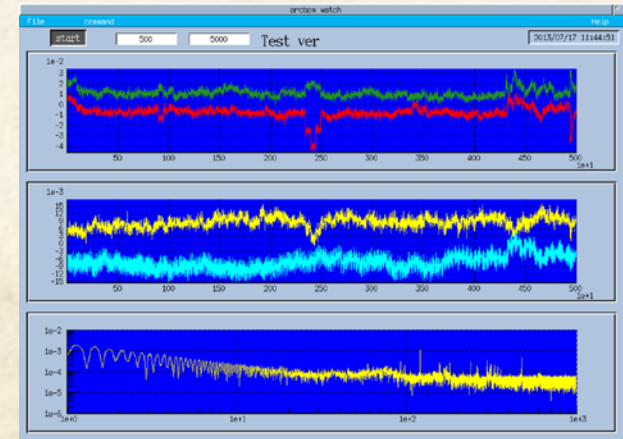 arcbpm watch
File command Help
start 500 5000 Test ver 2013/07/17 11:44:51
1e-2
3
2
1
0
-1
-2
-3
-4
50 100 150 200 250 300 350 400 450 500
1e+1
1e-3
15
12
-12
-15
50 100 150 200 250 300 350 400 450 500
1e+1
1e-2
1e-3
1e-4
1e-5
1e-6
1e+0 1e+1 1e+2 1e+3